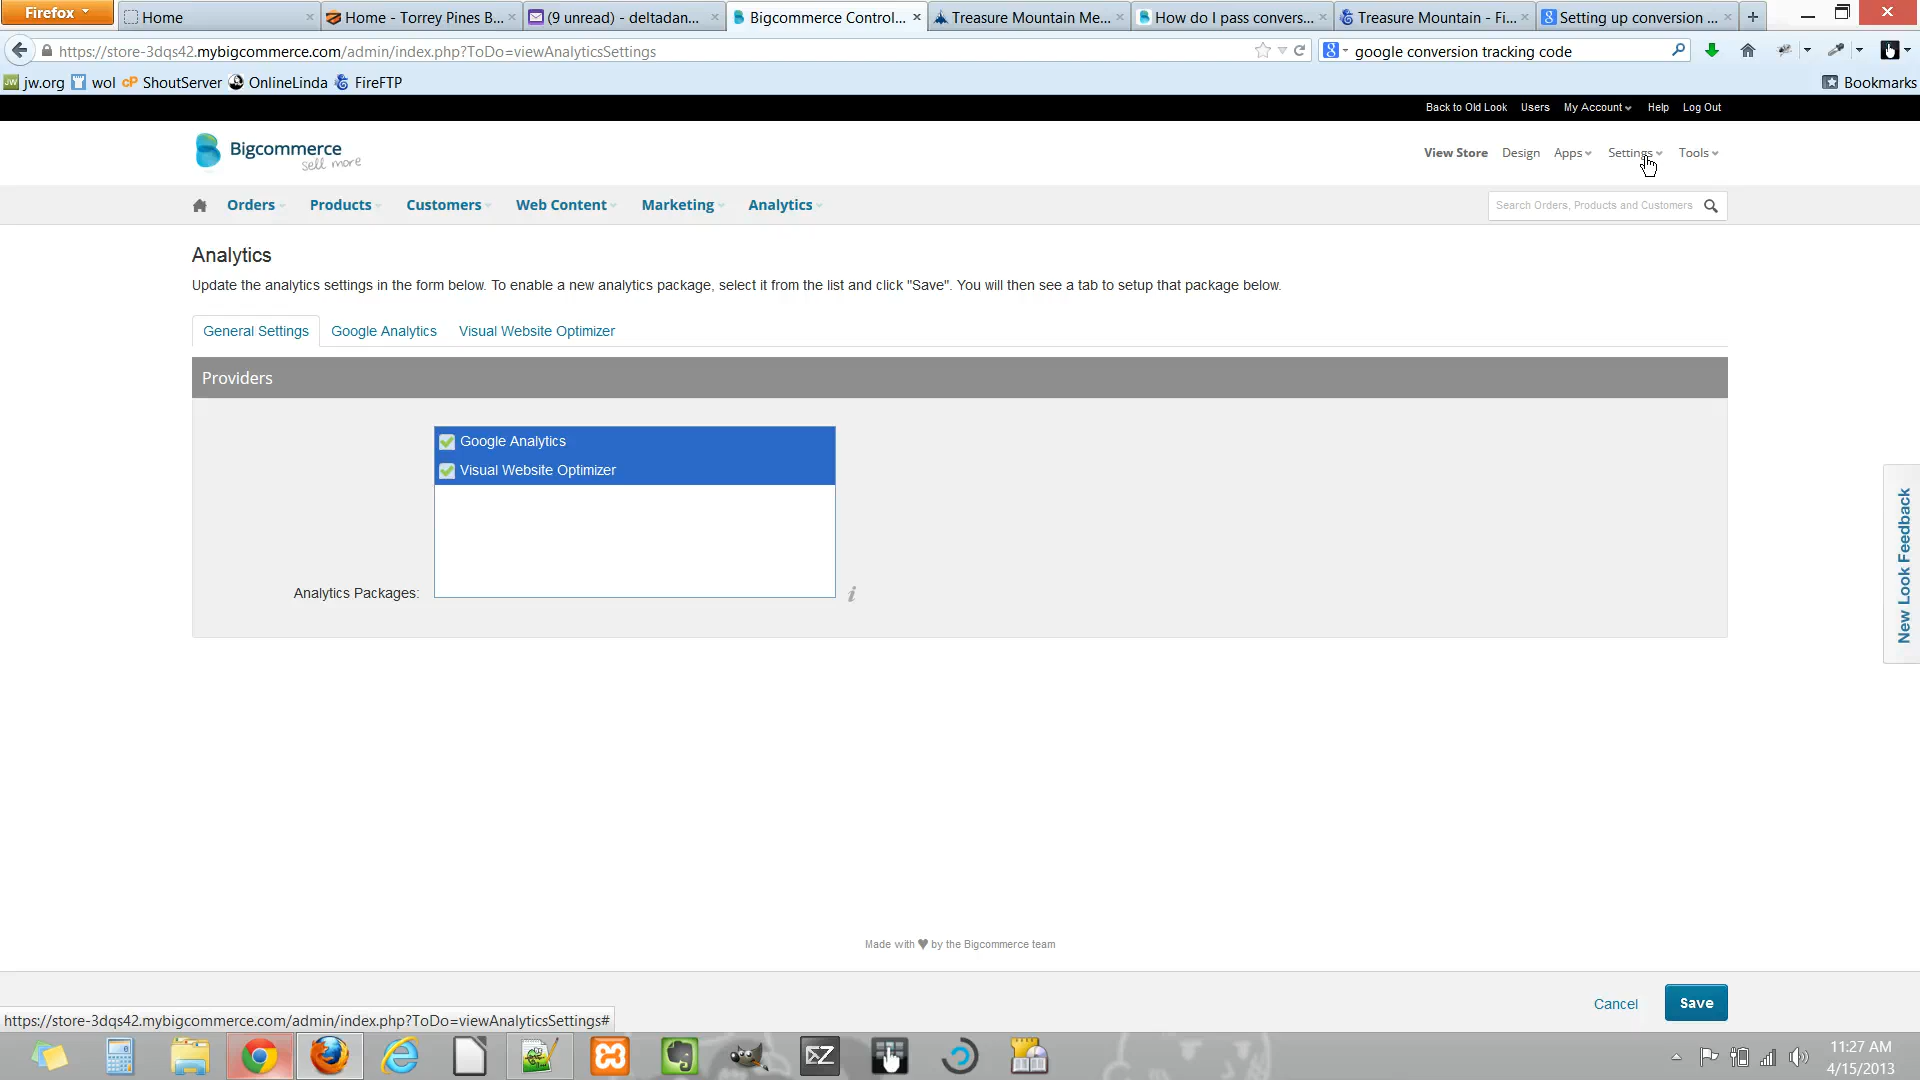 Firefox
Home
Home - Torrey Pines B...
(9 unread) - deltadan...
Bigcommerce Control...
Treasure Mountain Me...
How do I pass convers...
Treasure Mountain - Fi...
Setting up conversion ...
https://store-3dqs42.mybigcommerce.com/admin/index.php?ToDo=viewAnalyticsSettings
google conversion tracking code
jw.org
wol
cP ShoutServer
OnlineLinda
FireFTP
Bookmarks
Back to Old Look
Users
My Account
Help
Log Out
Bigcommerce
sell more
View Store
Design
Apps
Settings
Tools
Orders
Products
Customers
Web Content
Marketing
Analytics
Search Orders, Products and Customers
Analytics
Update the analytics settings in the form below. To enable a new analytics package, select it from the list and click "Save". You will then see a tab to setup that package below.
General Settings
Google Analytics
Visual Website Optimizer
Providers
Google Analytics
Visual Website Optimizer
Analytics Packages:
New Look Feedback
Made with ♥ by the Bigcommerce team
Cancel
Save
https://store-3dqs42.mybigcommerce.com/admin/index.php?ToDo=viewAnalyticsSettings#
11:27 AM
4/15/2013